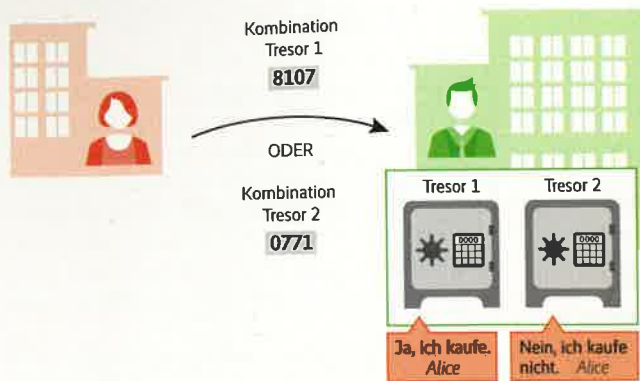 Kombination
Tresor 1
8107
ODER
Kombination
Tresor 2
0771
Tresor 1
Tresor 2
0000
0000
Ja, ich kaufe.
Alice
Nein, ich kaufe
nicht. Alice